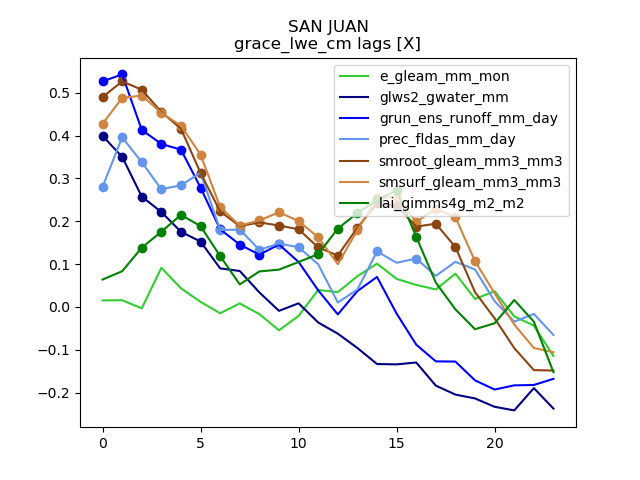 SAN JUAN
grace_lwe_cm lags [X]
e_gleam_mm_mon
glws2_gwater_mm
grun_ens_runoff_mm_day
prec_fldas_mm_day
smroot_gleam_mm3_mm3
smsurf_gleam_mm3_mm3
lai_gimms4g_m2_m2
0.5
0.4
0.3
0.2
0.1
0.0
−0.1
−0.2
0 5 10 15 20